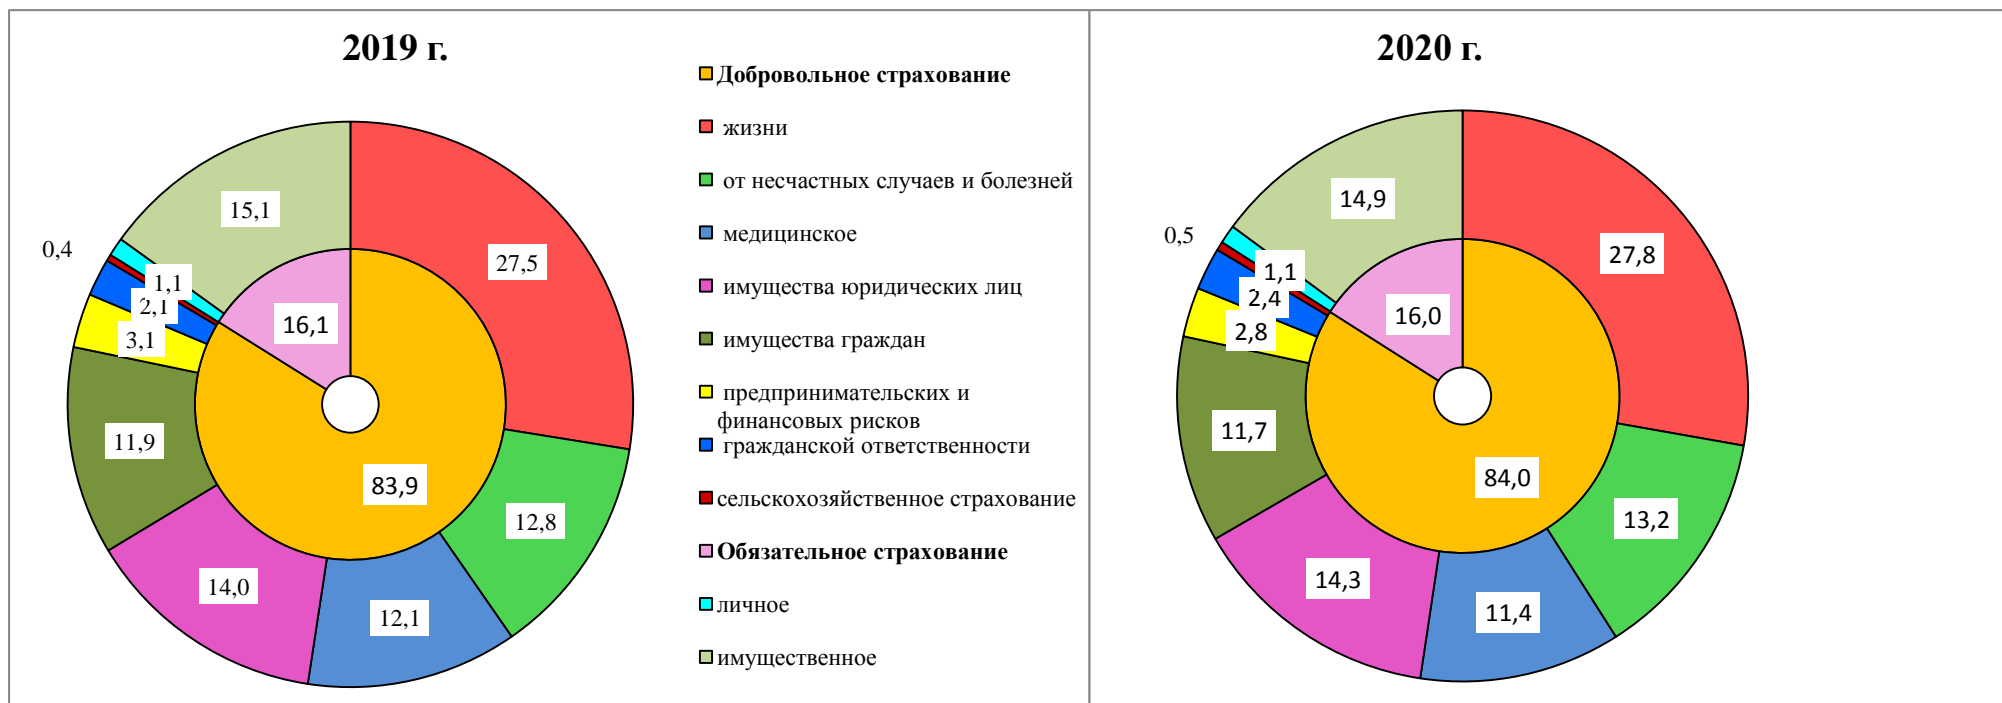 2019 г.
15,1
27,5
0,4
1,1
2,1
3,1
16,1
11,9
83,9
12,8
14,0
12,1
Добровольное страхование
жизни
от несчастных случаев и болезней
медицинское
имущества юридических лиц
имущества граждан
предпринимательских и
финансовых рисков
гражданской ответственности
сельскохозяйственное страхование
Обязательное страхование
личное
имущественное
2020 г.
14,9
27,8
0,5
1,1
2,4
2,8
16,0
11,7
84,0
13,2
14,3
11,4